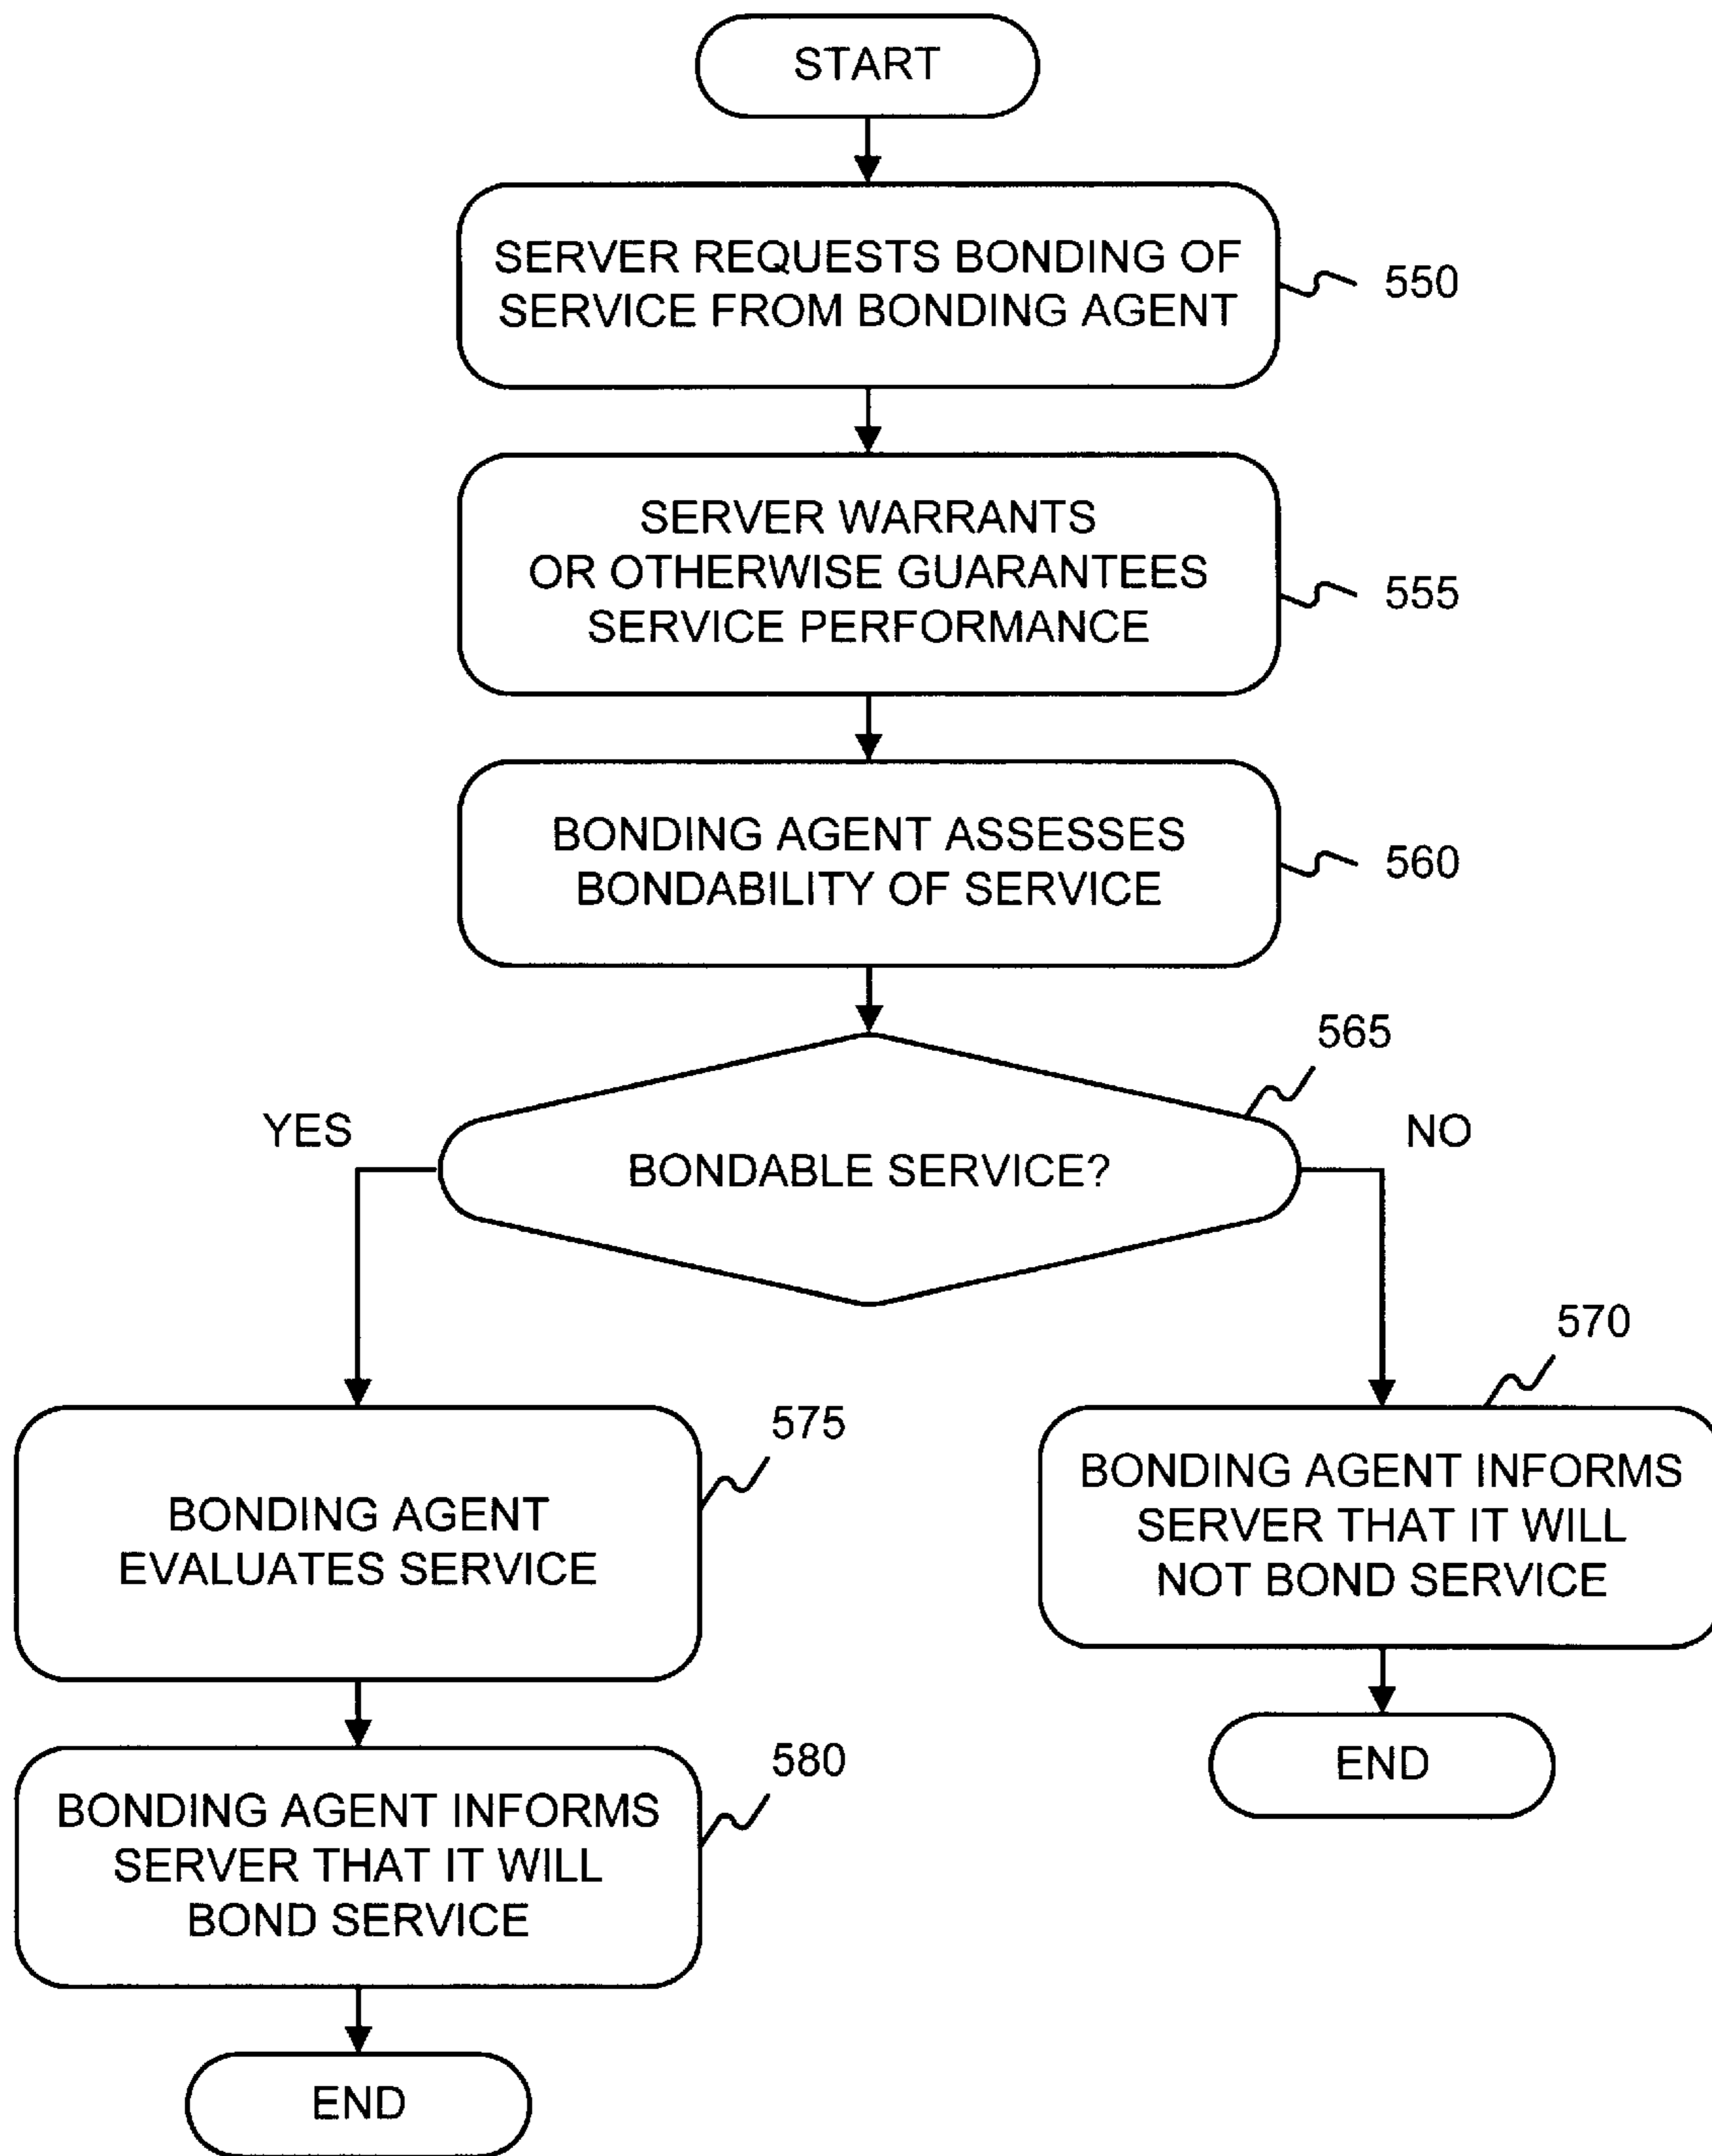 START
SERVER REQUESTS BONDING OF
SERVICE FROM BONDING AGENT
550
SERVER WARRANTS
OR OTHERWISE GUARANTEES
SERVICE PERFORMANCE
555
BONDING AGENT ASSESSES
BONDABILITY OF SERVICE
560
565
YES
NO
BONDABLE SERVICE?
570
575
BONDING AGENT
EVALUATES SERVICE
BONDING AGENT INFORMS
SERVER THAT IT WILL
NOT BOND SERVICE
580
BONDING AGENT INFORMS
SERVER THAT IT WILL
BOND SERVICE
END
END